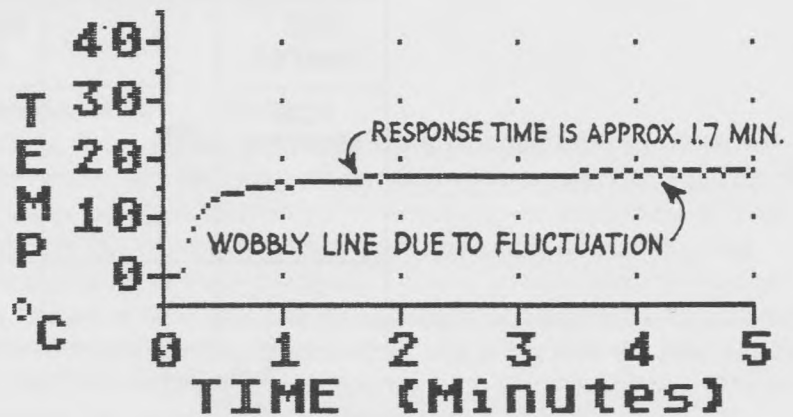 TEMP °C
40
30
20
10
0
RESPONSE TIME IS APPROX. 1.7 MIN.
WOBBLY LINE DUE TO FLUCTUATION
0 1 2 3 4 5
TIME (Minutes)